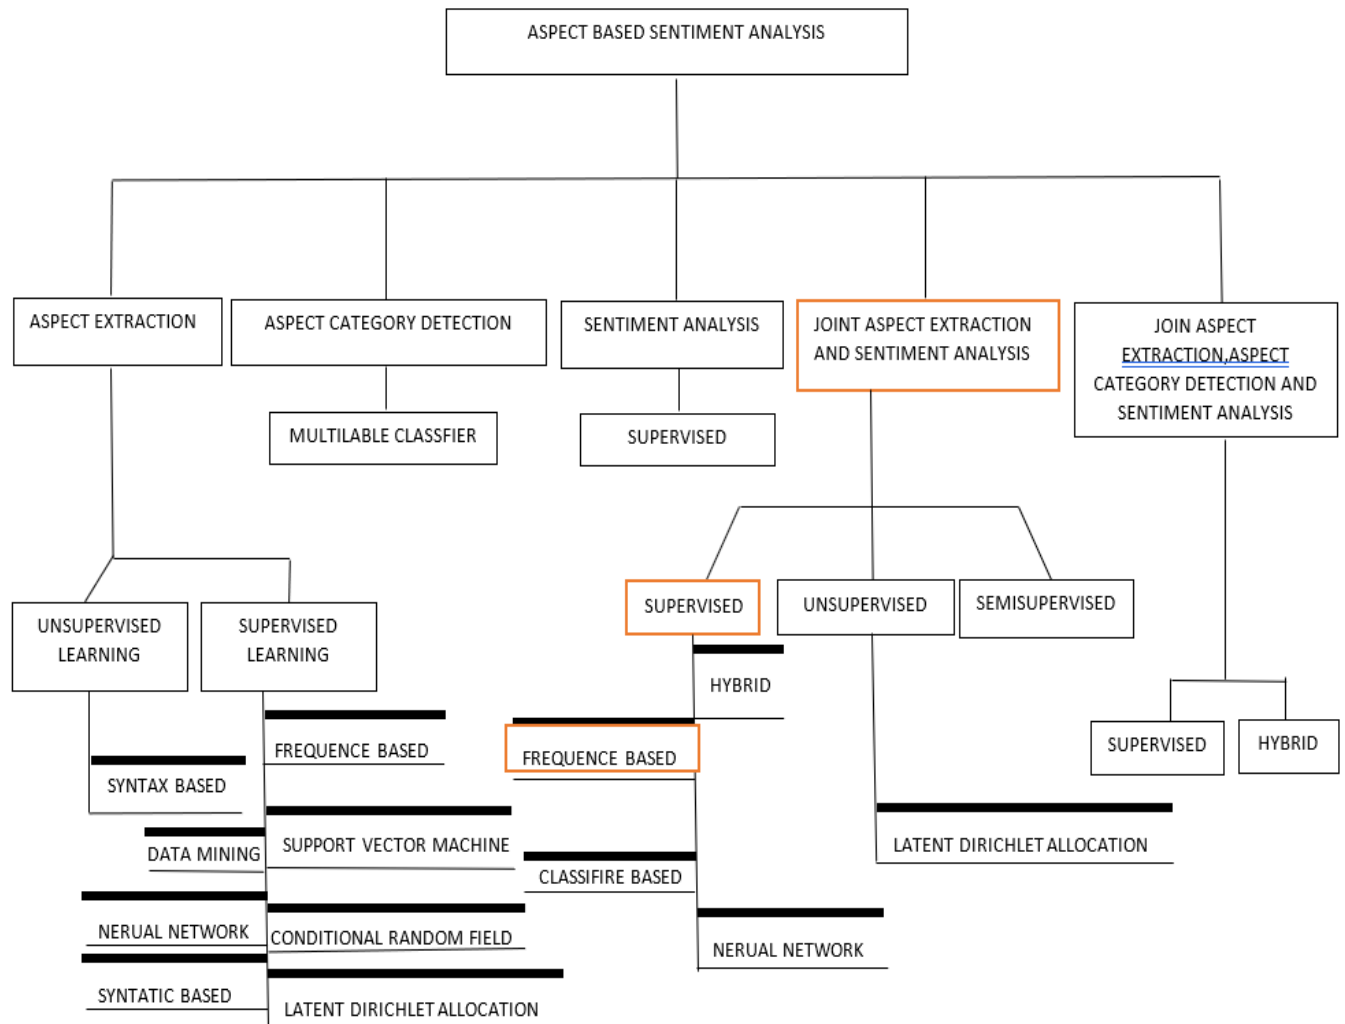 ASPECT BASED SENTIMENT ANALYSIS
ASPECT EXTRACTION
ASPECT CATEGORY DETECTION
SENTIMENT ANALYSIS
JOINT ASPECT EXTRACTION
AND SENTIMENT ANALYSIS
JOIN ASPECT
EXTRACTION,ASPECT
CATEGORY DETECTION AND
SENTIMENT ANALYSIS
MULTILABLE CLASSFIER
SUPERVISED
UNSUPERVISED
LEARNING
SUPERVISED
LEARNING
SUPERVISED
UNSUPERVISED
SEMISUPERVISED
HYBRID
FREQUENCE BASED
SYNTAX BASED
FREQUENCE BASED
SUPERVISED
HYBRID
DATA MINING
SUPPORT VECTOR MACHINE
CLASSIFIRE BASED
LATENT DIRICHLET ALLOCATION
NERUAL NETWORK
CONDITIONAL RANDOM FIELD
NERUAL NETWORK
SYNTATIC BASED
LATENT DIRICHLET ALLOCATION